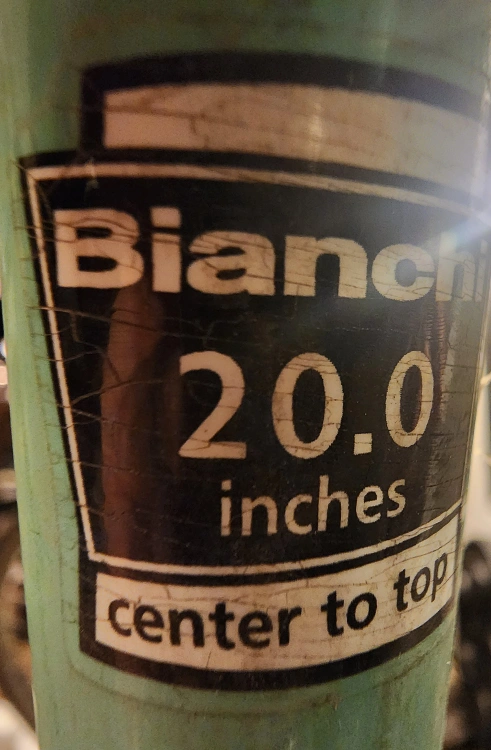 Bianchi
20.0
inches
center to top